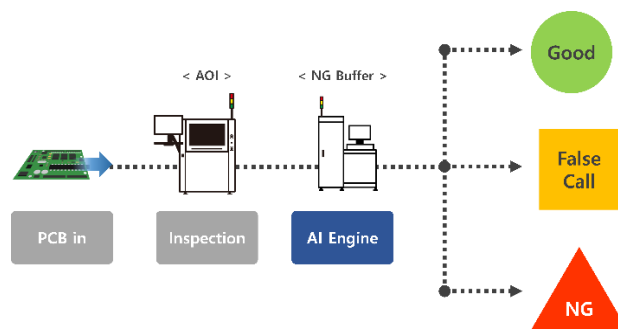 < AOI >
< NG Buffer >
PCB in
Inspection
AI Engine
Good
False
Call
NG